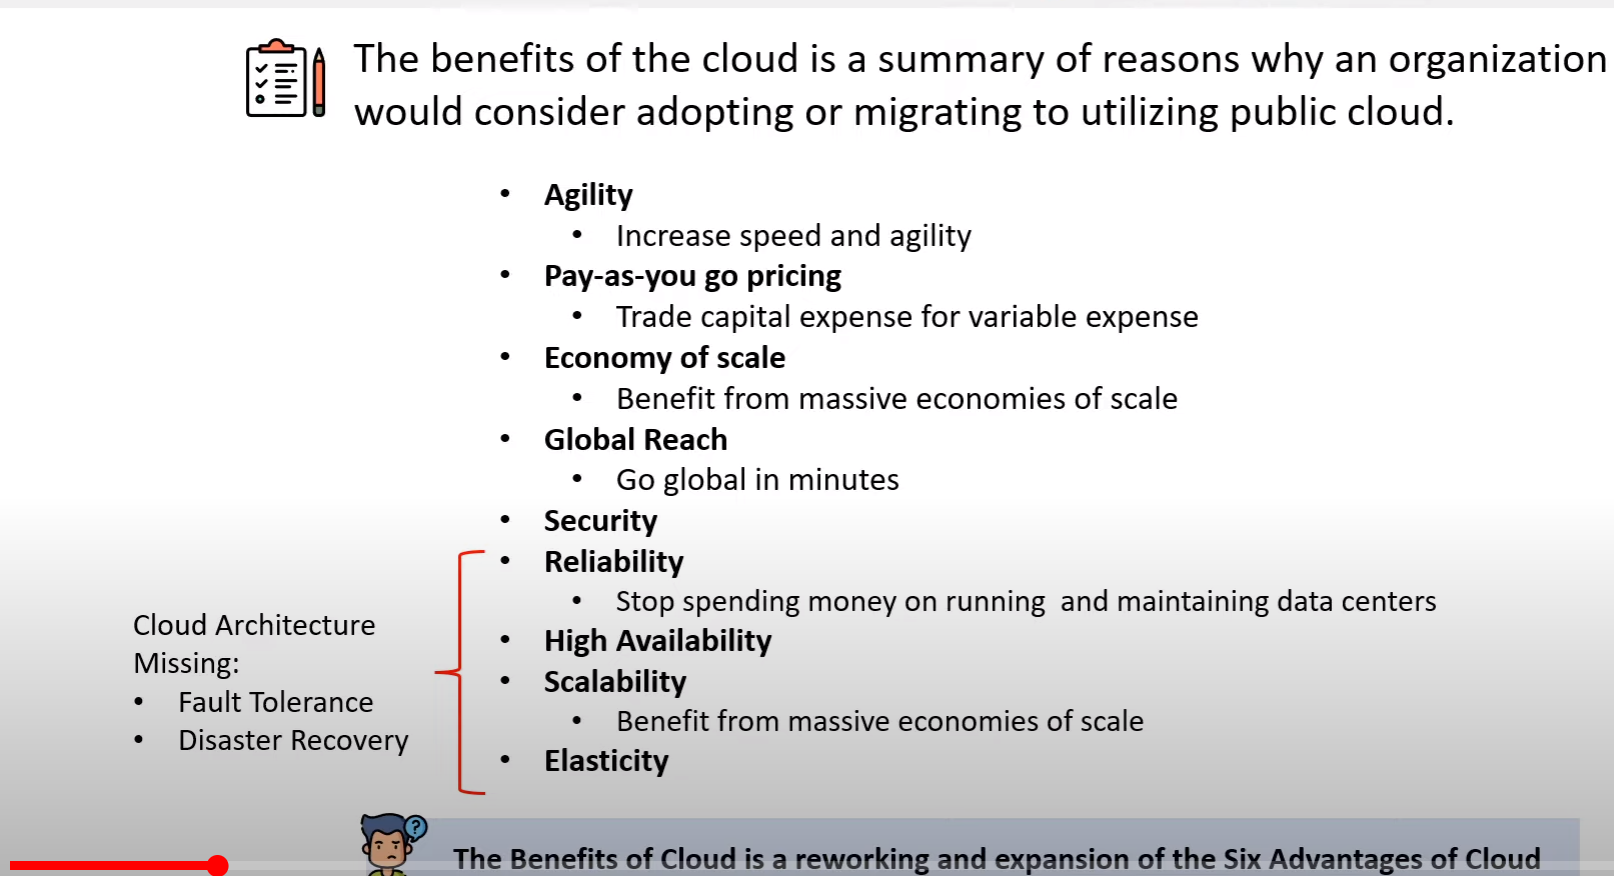 The benefits of the cloud is a summary of reasons why an organization
would consider adopting or migrating to utilizing public cloud.
• Agility
• Increase speed and agility
• Pay-as-you go pricing
• Trade capital expense for variable expense
• Economy of scale
• Benefit from massive economies of scale
• Global Reach
• Go global in minutes
• Security
• Reliability
• Stop spending money on running and maintaining data centers
• High Availability
• Scalability
• Benefit from massive economies of scale
• Elasticity
Cloud Architecture
Missing:
• Fault Tolerance
• Disaster Recovery
?
The Benefits of Cloud is a reworking and expansion of the Six Advantages of Cloud